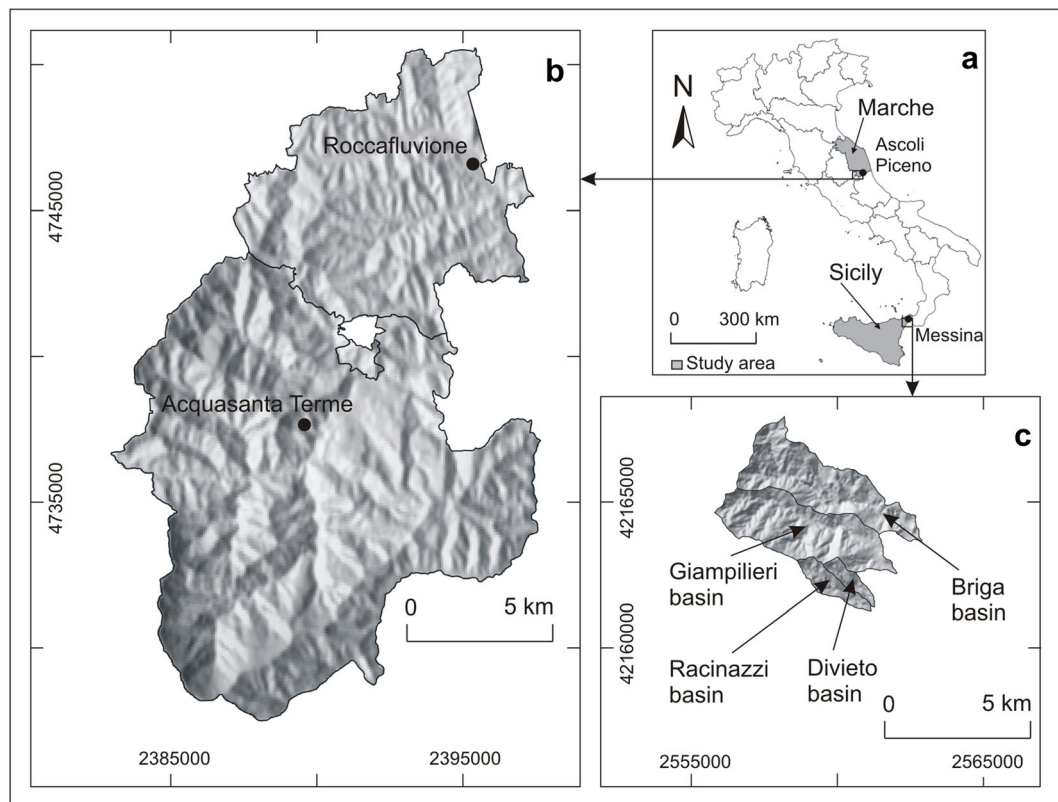 b
Roccafluvione
Acquasanta Terme
4745000
4735000
0 5 km
2385000 2395000
a
N
Marche
Ascoli
Piceno
Sicily
0 300 km
Messina
Study area
c
42165000
42160000
Giampilieri
basin
Briga
basin
Racinazzi
basin
Divieto
basin
0 5 km
2555000 2565000